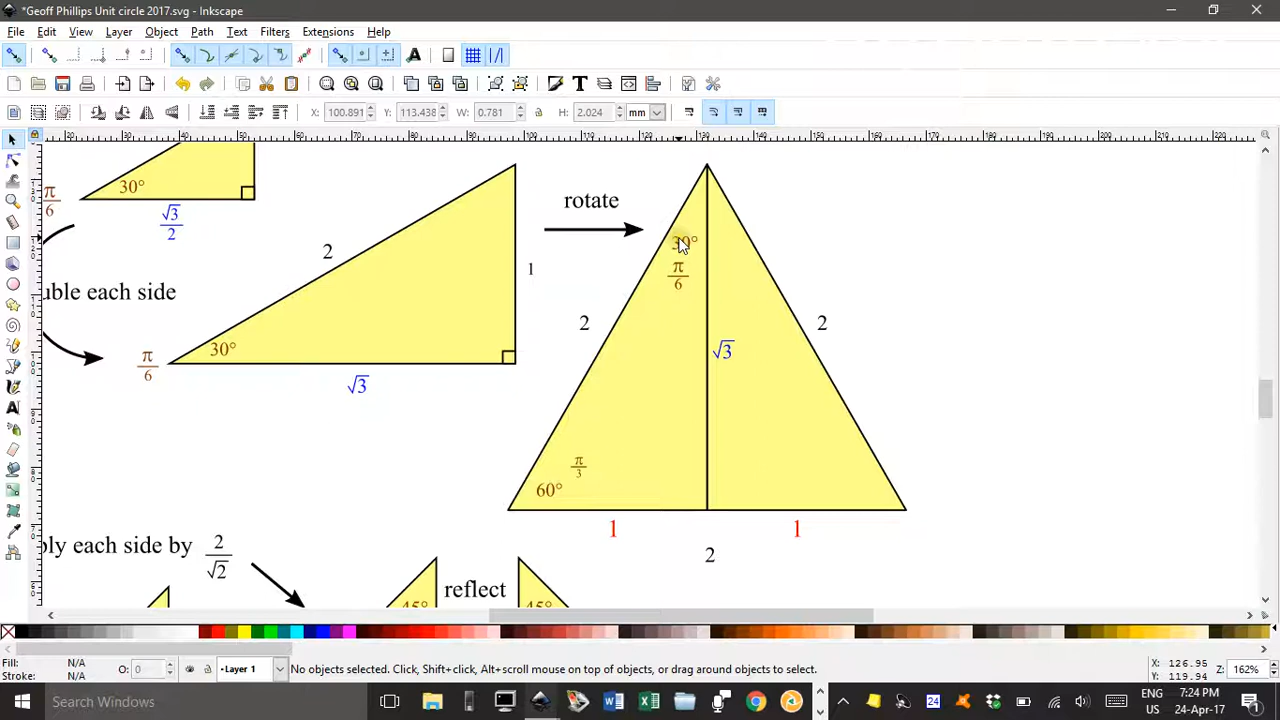 *Geoff Phillips Unit circle 2017.svg - Inkscape
File Edit View Layer Object Path Text Filters Extensions Help
X: 100.891 Y: 113.438 W: 0.781 H: 2.024 mm
30°
π
6
√3
2
uble each side
2
1
30°
π
6
√3
rotate
30°
π
6
2
2
√3
π
3
60°
1
1
2
ply each side by 2
√2
reflect
45°
45°
Fill: N/A
Stroke: N/A
O: 0
Layer 1
No objects selected. Click, Shift+click, Alt+scroll mouse on top of objects, or drag around objects to select.
X: 126.95
Y: 119.94
Z: 162%
Search Windows
24
ENG
US
7:24 PM
24-Apr-17